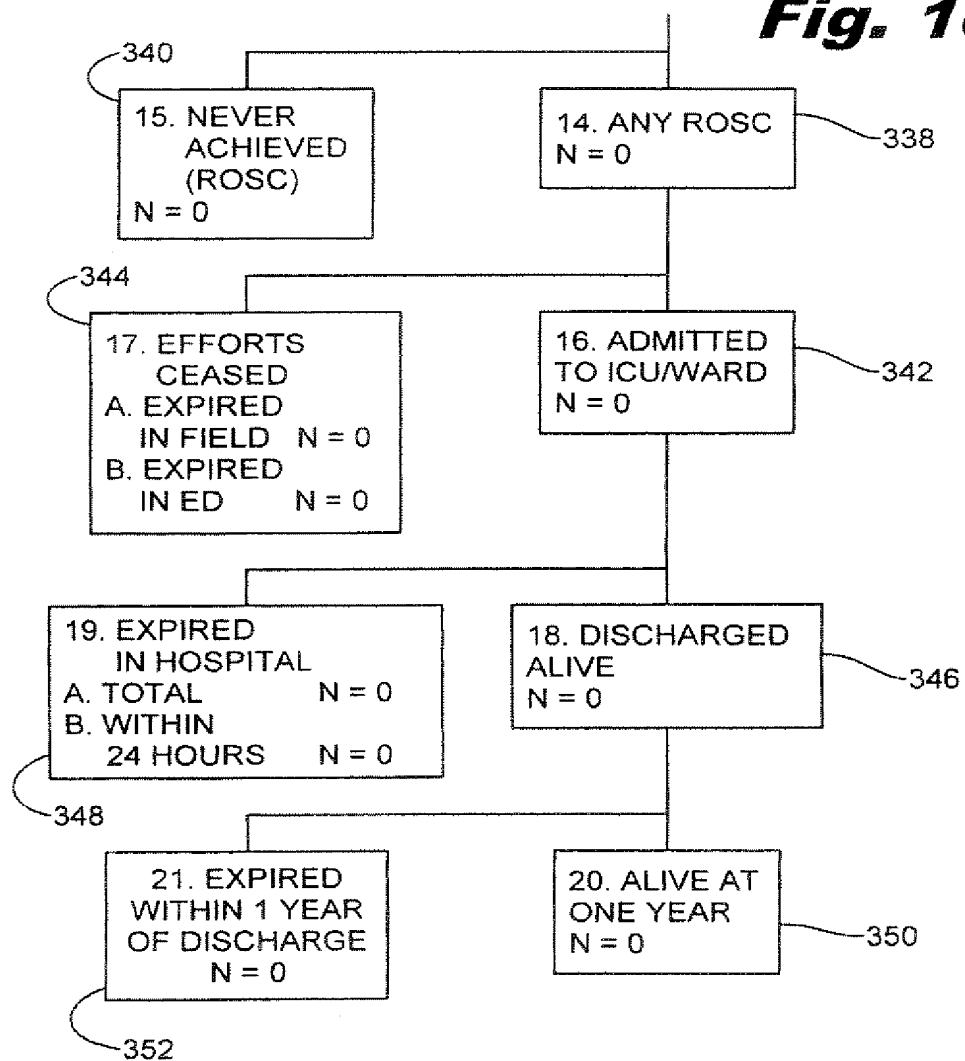 Fig. 1
340
15. NEVER
ACHIEVED
(ROSC)
N = 0
14. ANY ROSC
N = 0
338
344
17. EFFORTS
CEASED
A. EXPIRED
IN FIELD N = 0
B. EXPIRED
IN ED N = 0
16. ADMITTED
TO ICU/WARD
N = 0
342
19. EXPIRED
IN HOSPITAL
A. TOTAL N = 0
B. WITHIN
24 HOURS N = 0
348
18. DISCHARGED
ALIVE
N = 0
346
21. EXPIRED
WITHIN 1 YEAR
OF DISCHARGE
N = 0
352
20. ALIVE AT
ONE YEAR
N = 0
350